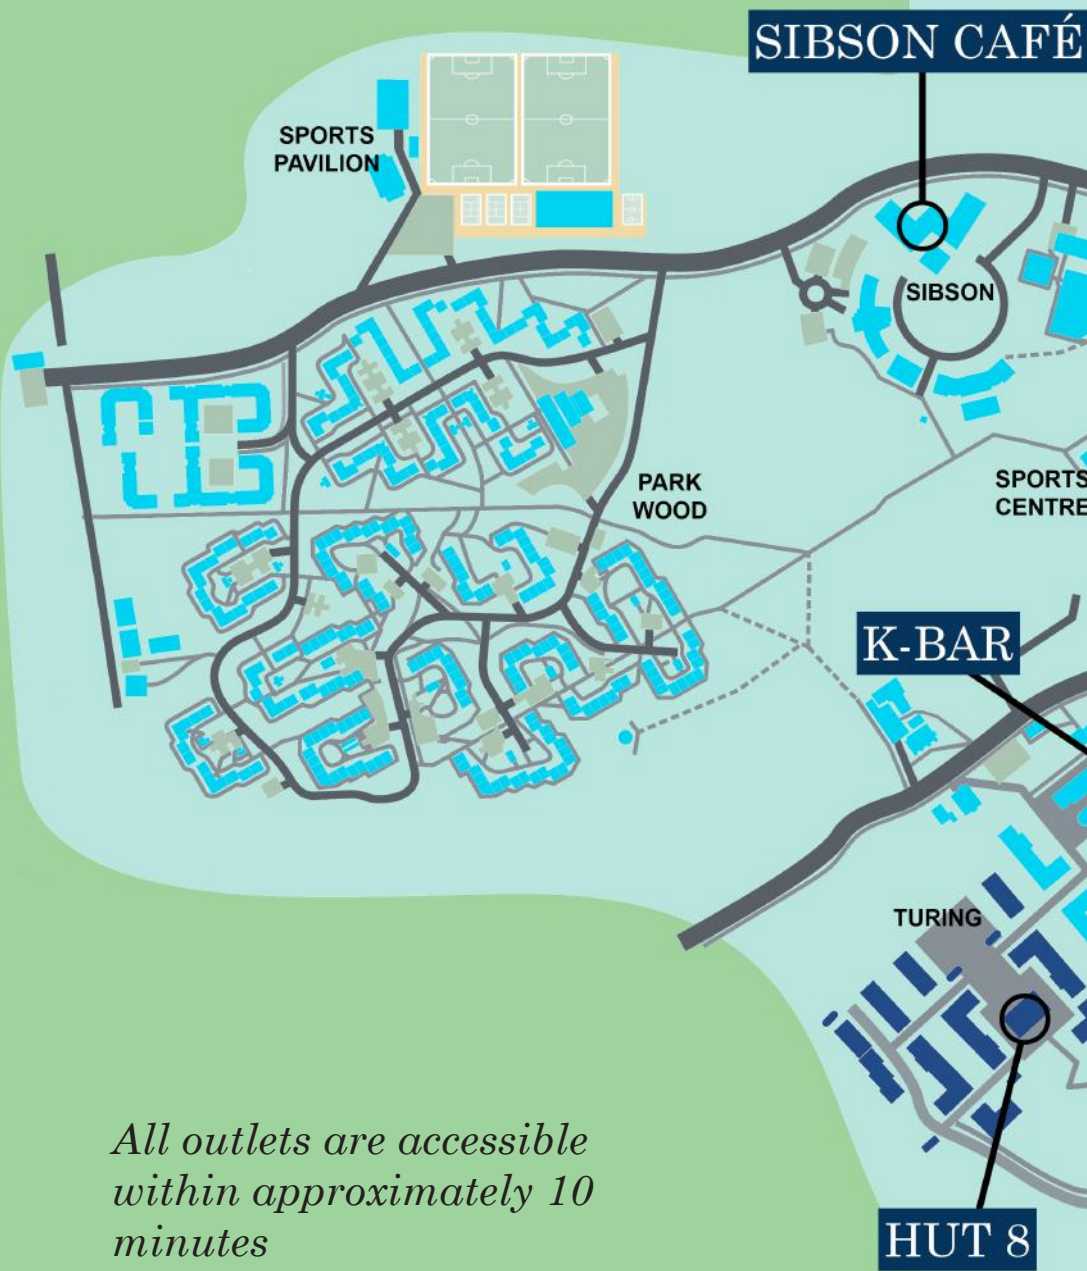 SIBSON CAFÉ
SPORTS
PAVILION
SIBSON
PARK
WOOD
SPORTS
CENTRE
K-BAR
TURING
All outlets are accessible
within approximately 10
minutes
HUT 8